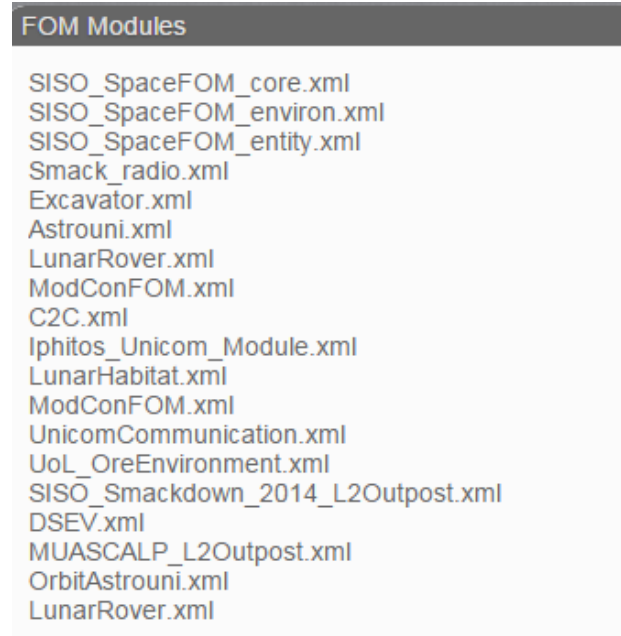 FOM Modules
SISO_SpaceFOM_core.xml
SISO_SpaceFOM_environ.xml
SISO_SpaceFOM_entity.xml
Smack_radio.xml
Excavator.xml
Astrouni.xml
LunarRover.xml
ModConFOM.xml
C2C.xml
Iphitos_Unicom_Module.xml
LunarHabitat.xml
ModConFOM.xml
UnicomCommunication.xml
UoL_OreEnvironment.xml
SISO_Smackdown_2014_L2Outpost.xml
DSEV.xml
MUASCALP_L2Outpost.xml
OrbitAstrouni.xml
LunarRover.xml